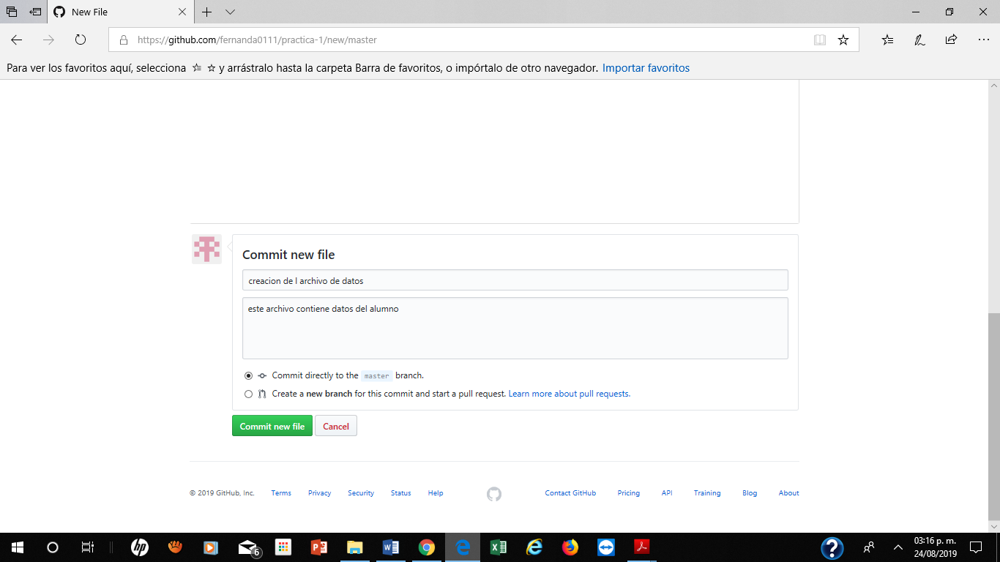 New File
https://github.com/fernanda0111/practica-1/new/master
Para ver los favoritos aquí, selecciona y arrástralo hasta la carpeta Barra de favoritos, o impórtalo de otro navegador. Importar favoritos
Commit new file
creacion de l archivo de datos
este archivo contiene datos del alumno
Commit directly to the master branch.
Create a new branch for this commit and start a pull request. Learn more about pull requests.
Commit new file Cancel
© 2019 GitHub, Inc. Terms Privacy Security Status Help Contact GitHub Pricing API Training Blog About
hp 6 03:16 p. m.
24/08/2019